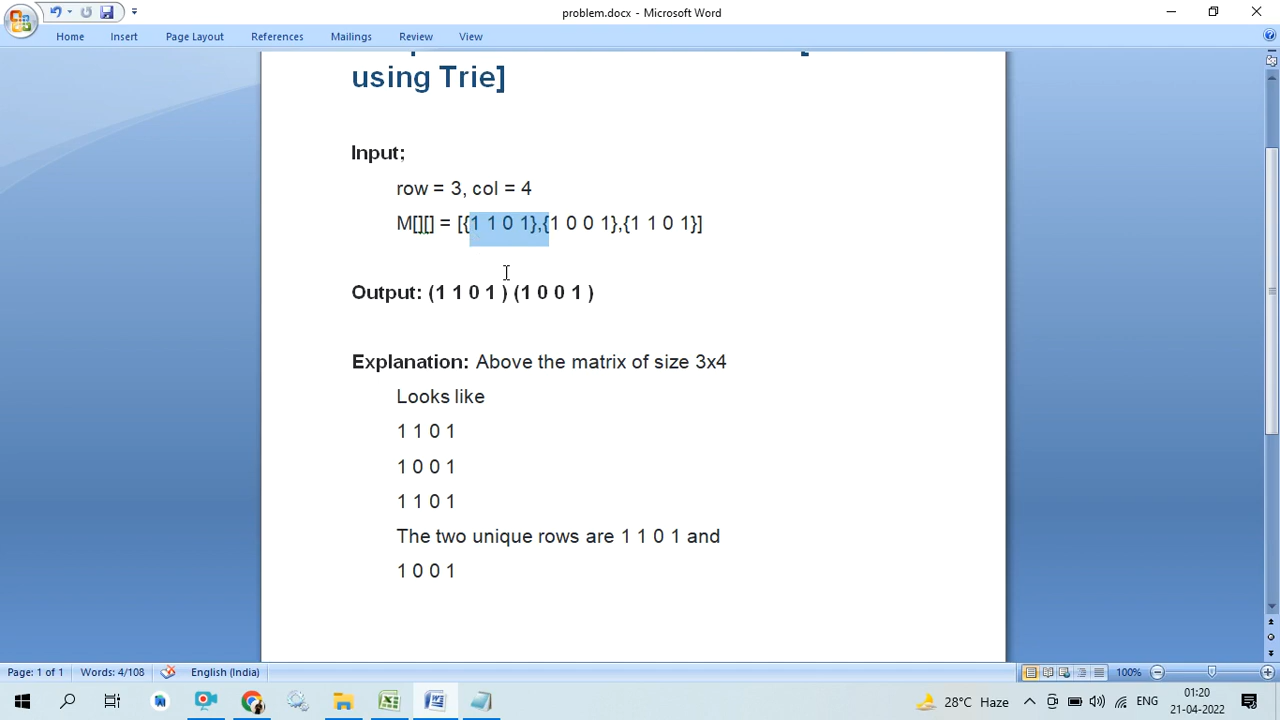 problem.docx - Microsoft Word
Home Insert Page Layout References Mailings Review View
using Trie]
Input;
row = 3, col = 4
M[][] = [{1 1 0 1},{1 0 0 1},{1 1 0 1}]
Output: (1 1 0 1 ) (1 0 0 1 )
Explanation: Above the matrix of size 3x4
Looks like
1 1 0 1
1 0 0 1
1 1 0 1
The two unique rows are 1 1 0 1 and
1 0 0 1
Page: 1 of 1 Words: 4/108 English (India) 100%
28°C Haze ENG 01:20
21-04-2022